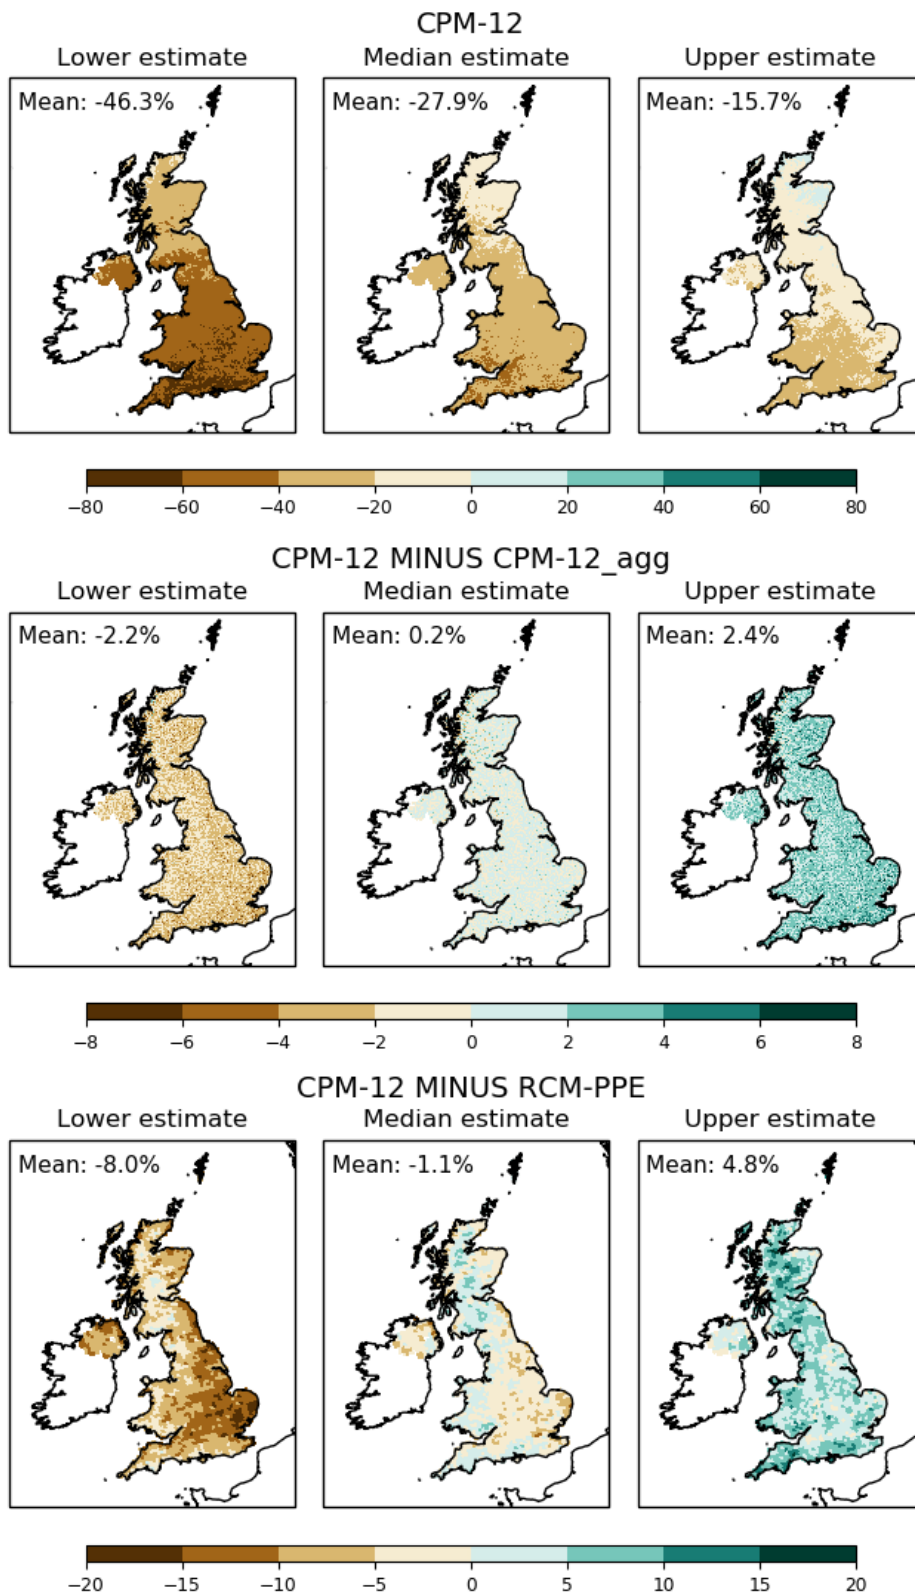 CPM-12
Lower estimate Median estimate Upper estimate
Mean: -46.3% Mean: -27.9% Mean: -15.7%
−80 −60 −40 −20 0 20 40 60 80
CPM-12 MINUS CPM-12_agg
Lower estimate Median estimate Upper estimate
Mean: -2.2% Mean: 0.2% Mean: 2.4%
−8 −6 −4 −2 0 2 4 6 8
CPM-12 MINUS RCM-PPE
Lower estimate Median estimate Upper estimate
Mean: -8.0% Mean: -1.1% Mean: 4.8%
−20 −15 −10 −5 0 5 10 15 20